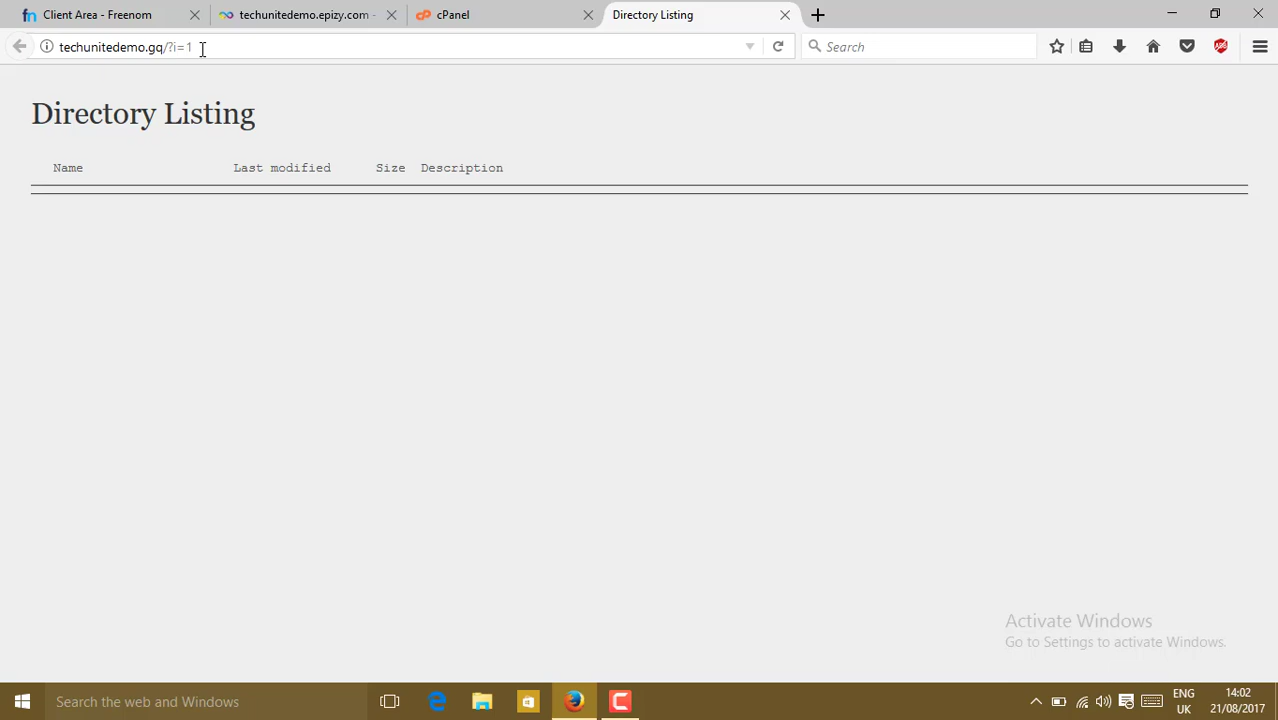 Client Area - Freenom
techunitedemo.epizy.com -
cPanel
Directory Listing
techunitedemo.gq/?i=1
Search
ABP
Directory Listing
Name Last modified Size Description
Activate Windows
Go to Settings to activate Windows.
Search the web and Windows
ENG
UK
14:02
21/08/2017